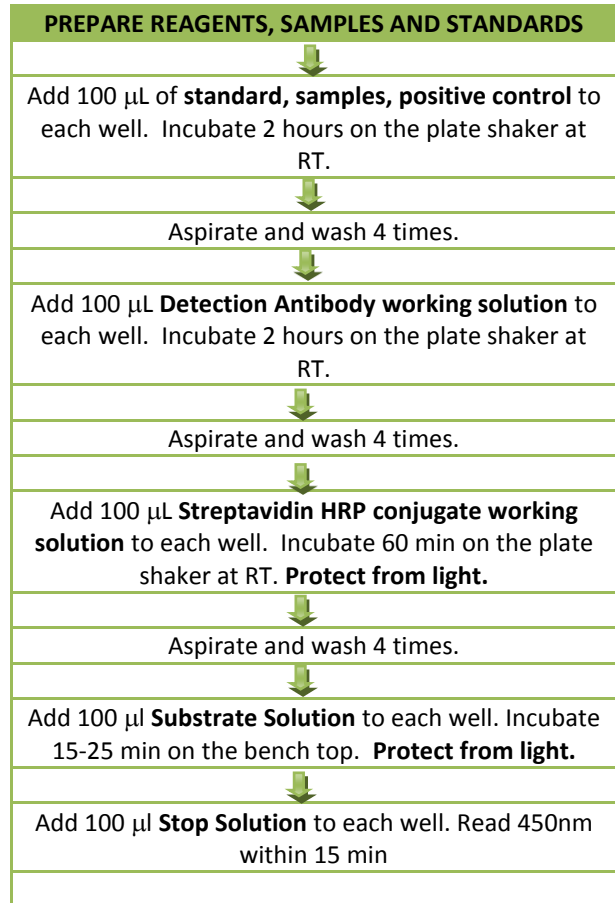 PREPARE REAGENTS, SAMPLES AND STANDARDS
Add 100 μL of standard, samples, positive control to
each well.  Incubate 2 hours on the plate shaker at
RT.
Aspirate and wash 4 times.
Add 100 μL Detection Antibody working solution to
each well.  Incubate 2 hours on the plate shaker at
RT.
Aspirate and wash 4 times.
Add 100 μL Streptavidin HRP conjugate working
solution to each well.  Incubate 60 min on the plate
shaker at RT. Protect from light.
Aspirate and wash 4 times.
Add 100 μl Substrate Solution to each well. Incubate
15-25 min on the bench top.  Protect from light.
Add 100 μl Stop Solution to each well. Read 450nm
within 15 min